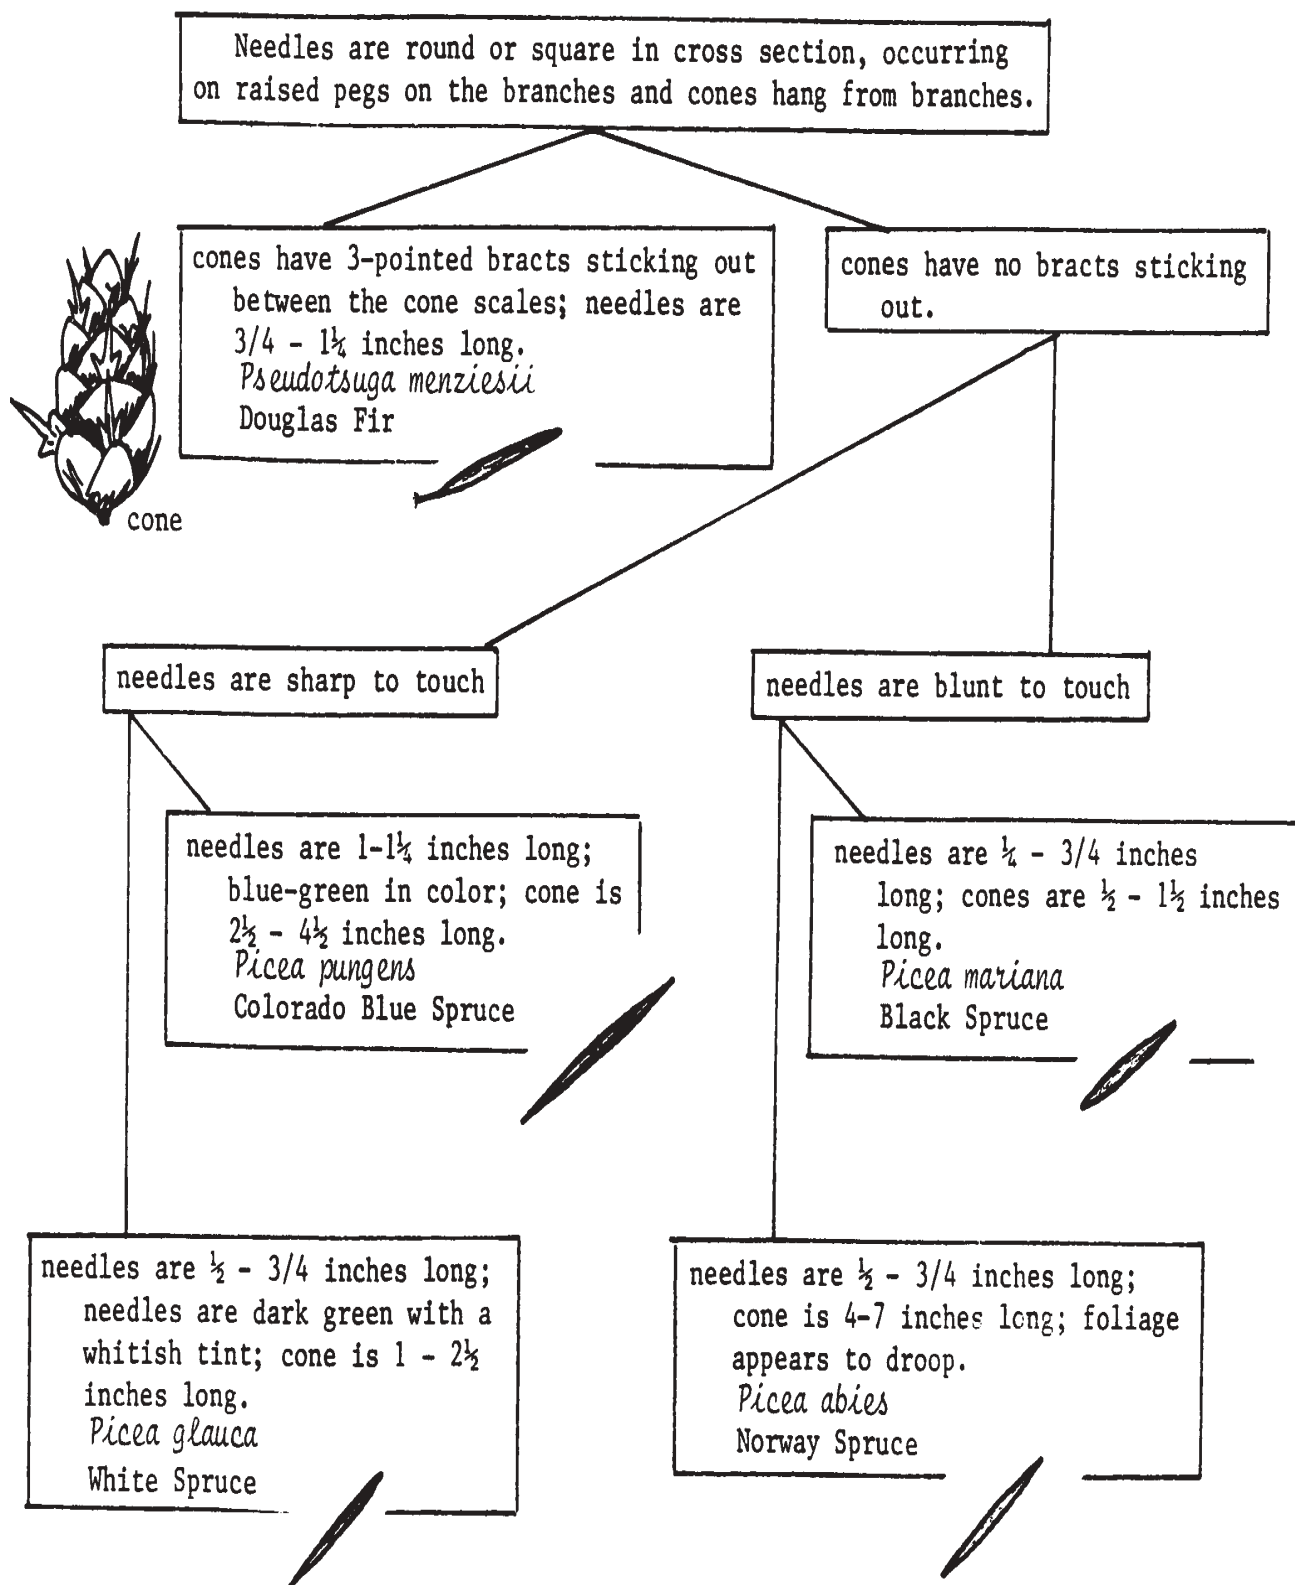 Needles are round or square in cross section, occurring
on raised pegs on the branches and cones hang from branches.
cones have 3-pointed bracts sticking out
between the cone scales; needles are
3/4 - 1¼ inches long.
Pseudotsuga menziesii
Douglas Fir
cone
cones have no bracts sticking
out.
needles are sharp to touch
needles are blunt to touch
needles are 1-1¼ inches long;
blue-green in color; cone is
2½ - 4½ inches long.
Picea pungens
Colorado Blue Spruce
needles are ¼ - 3/4 inches
long; cones are ½ - 1½ inches
long.
Picea mariana
Black Spruce
needles are ½ - 3/4 inches long;
needles are dark green with a
whitish tint; cone is 1 - 2½
inches long.
Picea glauca
White Spruce
needles are ½ - 3/4 inches long;
cone is 4-7 inches long; foliage
appears to droop.
Picea abies
Norway Spruce